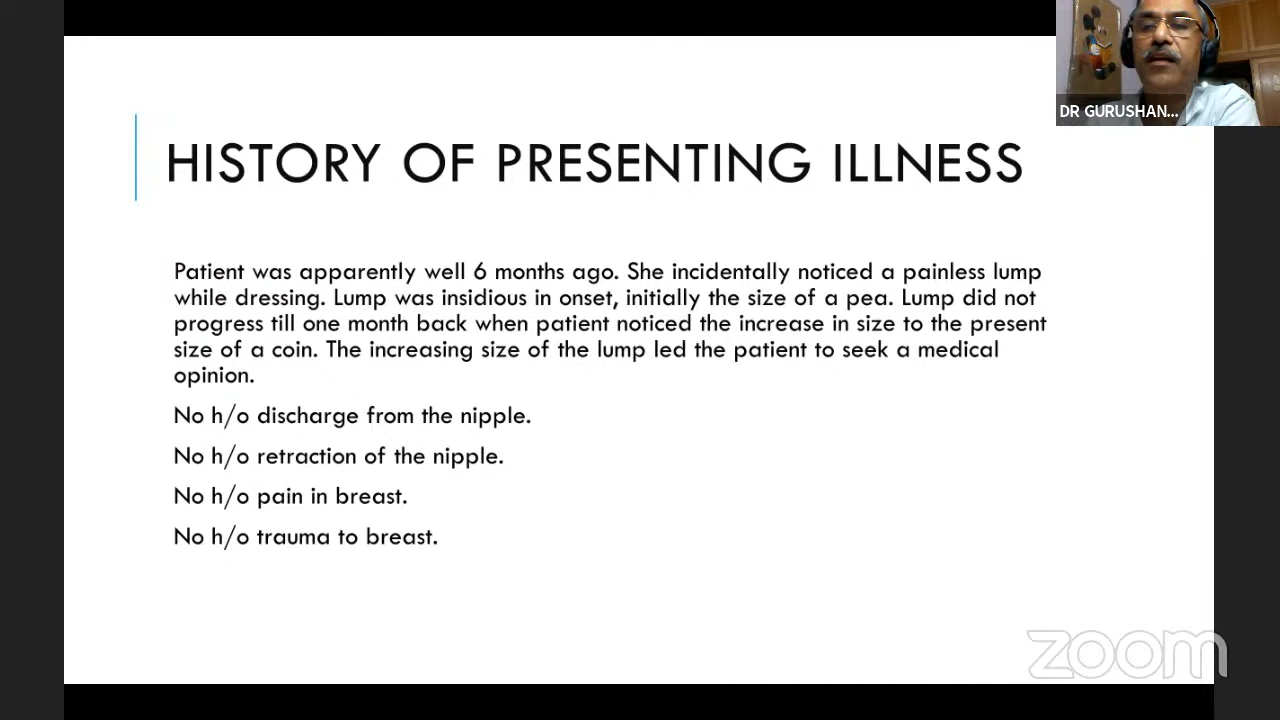 DR GURUSHAN...
HISTORY OF PRESENTING ILLNESS
Patient was apparently well 6 months ago. She incidentally noticed a painless lump
while dressing. Lump was insidious in onset, initially the size of a pea. Lump did not
progress till one month back when patient noticed the increase in size to the present
size of a coin. The increasing size of the lump led the patient to seek a medical
opinion.
No h/o discharge from the nipple.
No h/o retraction of the nipple.
No h/o pain in breast.
No h/o trauma to breast.
zoom